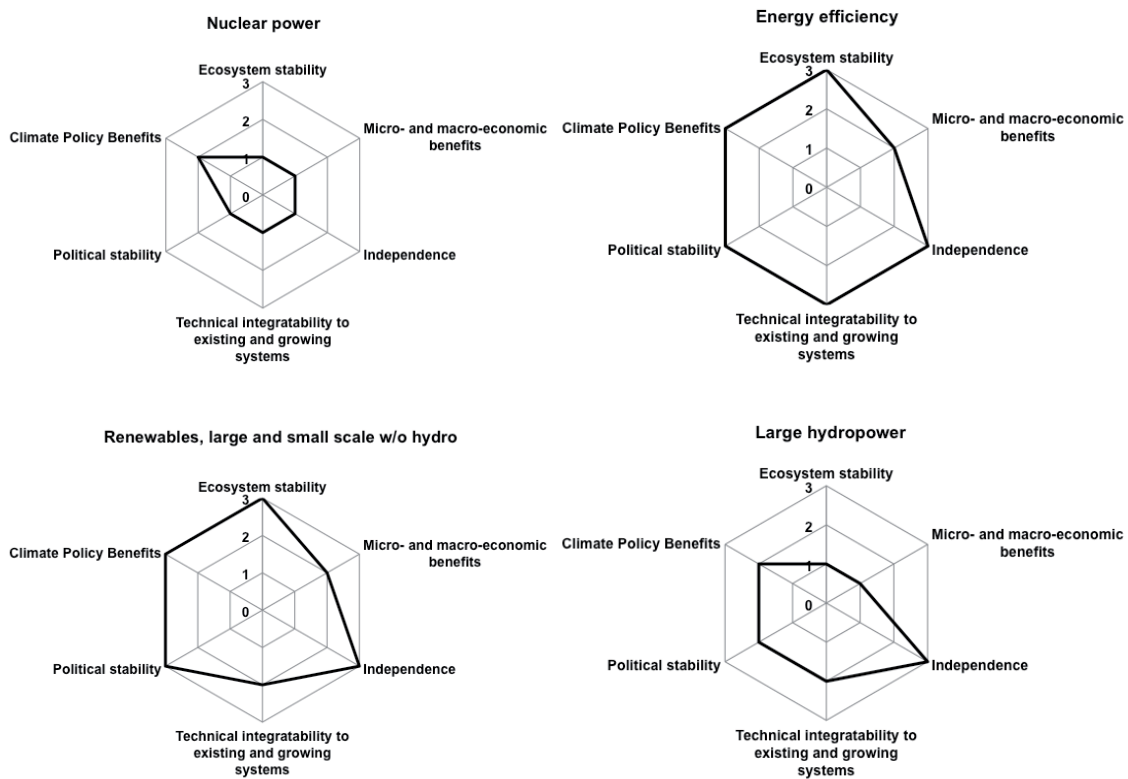 Nuclear power
Ecosystem stability
3
2
1
0
Climate Policy Benefits
Micro- and macro-economic
benefits
Political stability
Independence
Technical integratability to
existing and growing
systems
Energy efficiency
Ecosystem stability
3
2
1
0
Climate Policy Benefits
Micro- and macro-economic
benefits
Political stability
Independence
Technical integratability to
existing and growing
systems
Renewables, large and small scale w/o hydro
Ecosystem stability
3
2
1
0
Climate Policy Benefits
Micro- and macro-economic
benefits
Political stability
Independence
Technical integratability to
existing and growing
systems
Large hydropower
Ecosystem stability
3
2
1
0
Climate Policy Benefits
Micro- and macro-economic
benefits
Political stability
Independence
Technical integratability to
existing and growing
systems